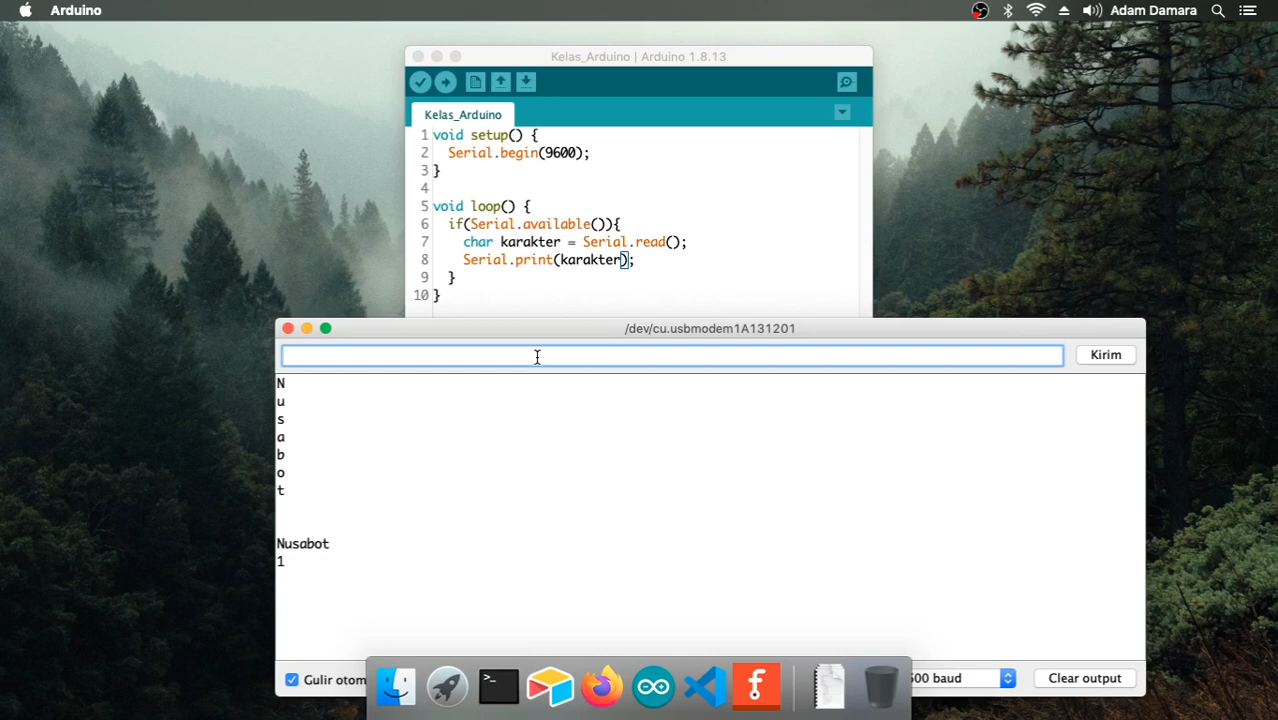 Arduino
Adam Damara
Kelas_Arduino | Arduino 1.8.13
Kelas_Arduino
1 void setup() {
2 Serial.begin(9600);
3 }
4
5 void loop() {
6 if(Serial.available()){
7 char karakter = Serial.read();
8 Serial.print(karakter);
9 }
10 }
/dev/cu.usbmodem1A131201
Kirim
N
u
s
a
b
o
t
Nusabot
1
Gulir otom
600 baud
Clear output